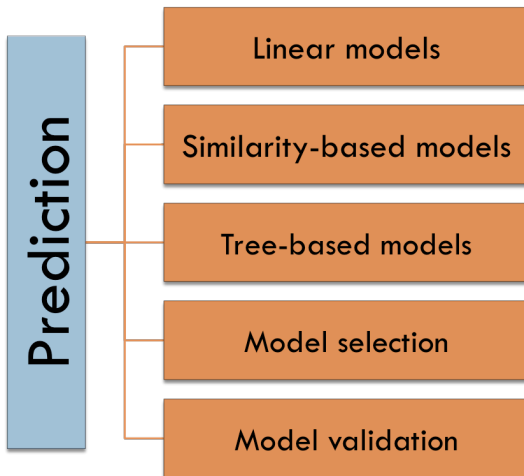 Prediction
Linear models
Similarity-based models
Tree-based models
Model selection
Model validation